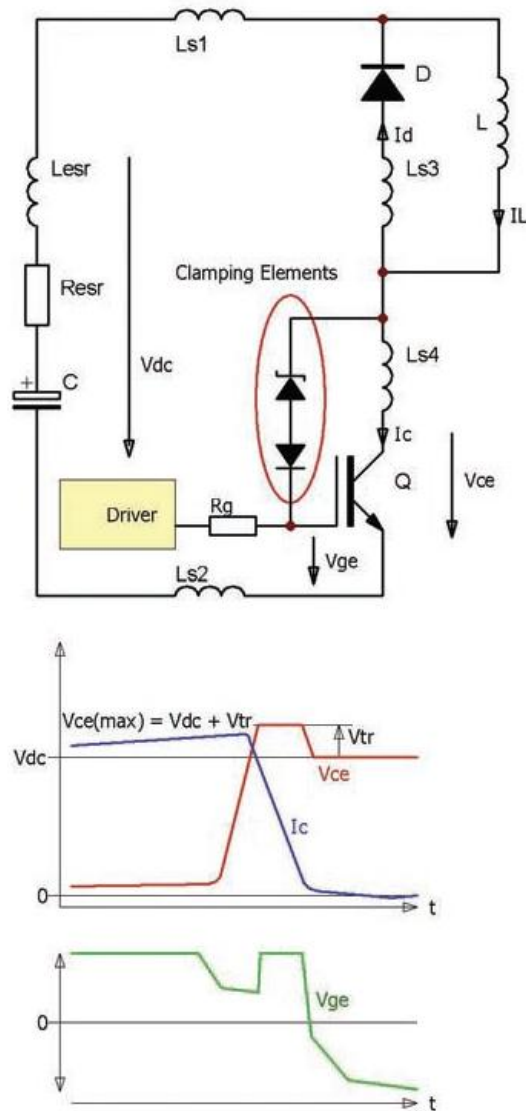 Ls1
D
Id
L
Lesr
Ls3
IL
Clamping Elements
Resr
Ls4
Vdc
+ C
Ic
Q
Vce
Driver
Rg
Vge
Ls2
Vce(max) = Vdc + Vtr
Vtr
Vdc
Vce
Ic
0
t
Vge
0
t